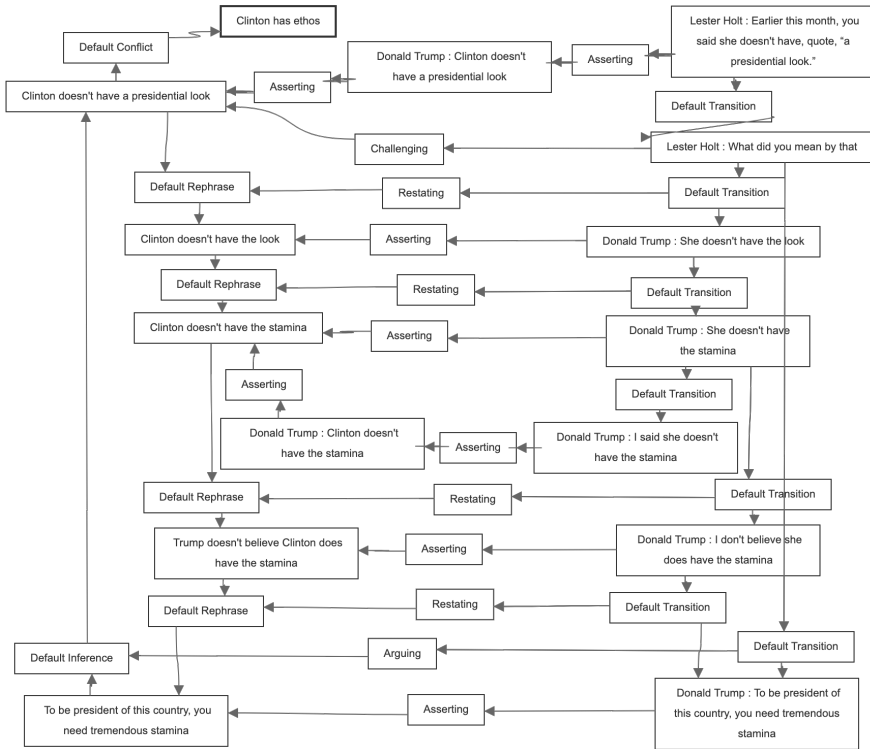 Clinton has ethos
Lester Holt : Earlier this month, you
said she doesn't have, quote, “a
presidential look.”
Default Conflict
Donald Trump : Clinton doesn't
have a presidential look
Asserting
Asserting
Clinton doesn't have a presidential look
Default Transition
Challenging
Lester Holt : What did you mean by that
Default Rephrase
Restating
Default Transition
Clinton doesn't have the look
Asserting
Donald Trump : She doesn't have the look
Default Rephrase
Restating
Default Transition
Clinton doesn't have the stamina
Asserting
Donald Trump : She doesn't have
the stamina
Asserting
Default Transition
Donald Trump : Clinton doesn't
have the stamina
Asserting
Donald Trump : I said she doesn't
have the stamina
Default Rephrase
Restating
Default Transition
Trump doesn't believe Clinton does
have the stamina
Asserting
Donald Trump : I don't believe she
does have the stamina
Default Rephrase
Restating
Default Transition
Default Inference
Arguing
Default Transition
To be president of this country, you
need tremendous stamina
Asserting
Donald Trump : To be president of
this country, you need tremendous
stamina